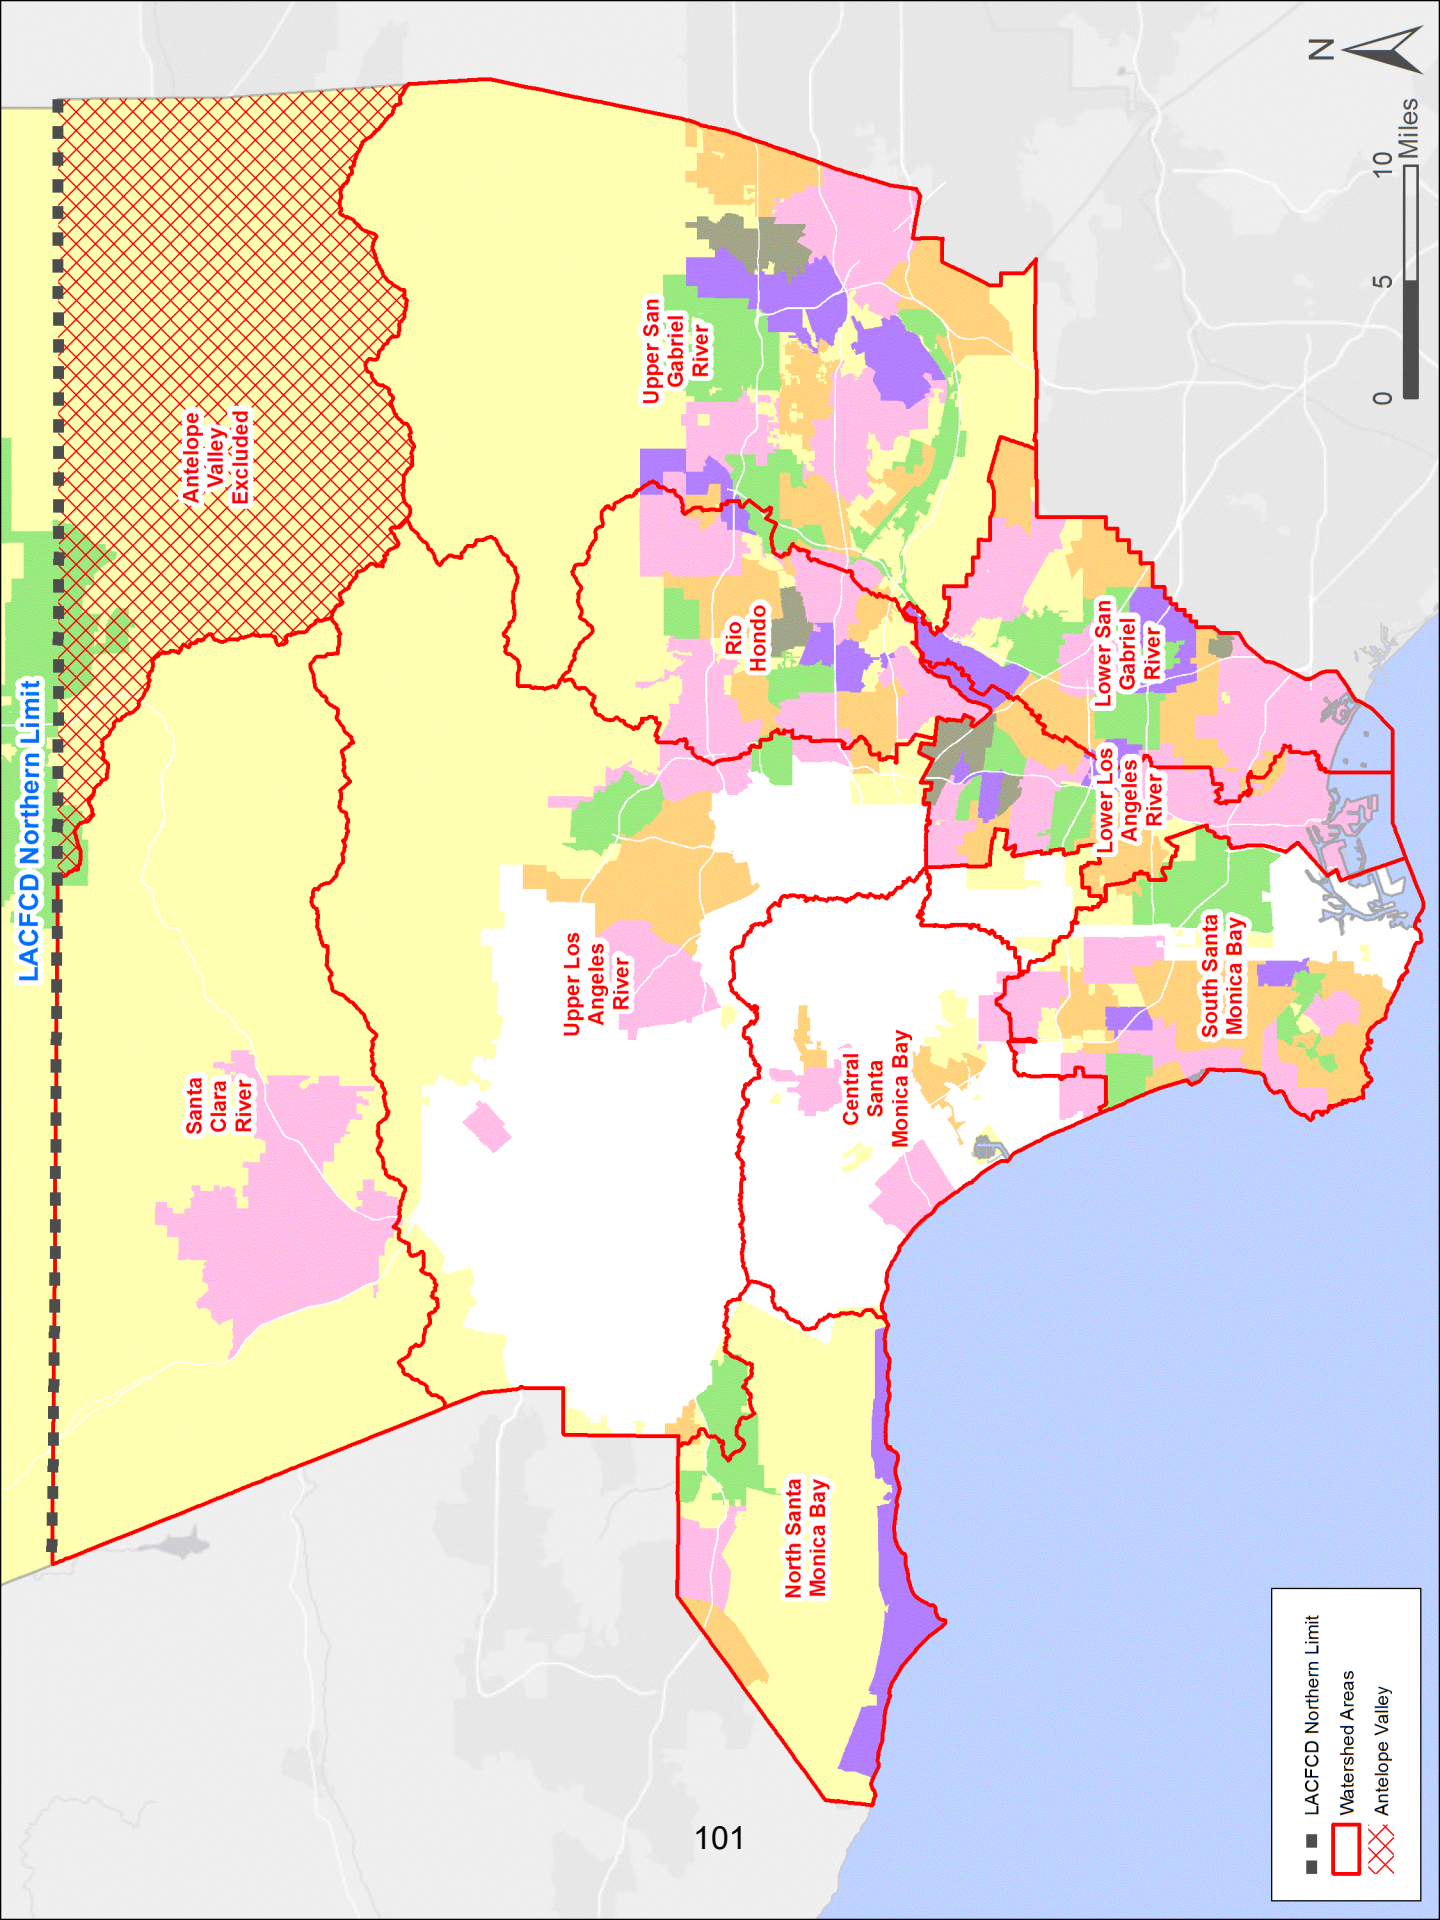 LACFCD Northern Limit
Antelope
Valley
Excluded
Santa
Clara
River
Upper San
Gabriel
River
Rio
Hondo
Upper Los
Angeles
River
Lower San
Gabriel
River
Lower Los
Angeles
River
Central
Santa
Monica Bay
South Santa
Monica Bay
North Santa
Monica Bay
N
0 5 10
Miles
LACFCD Northern Limit
Watershed Areas
Antelope Valley
101